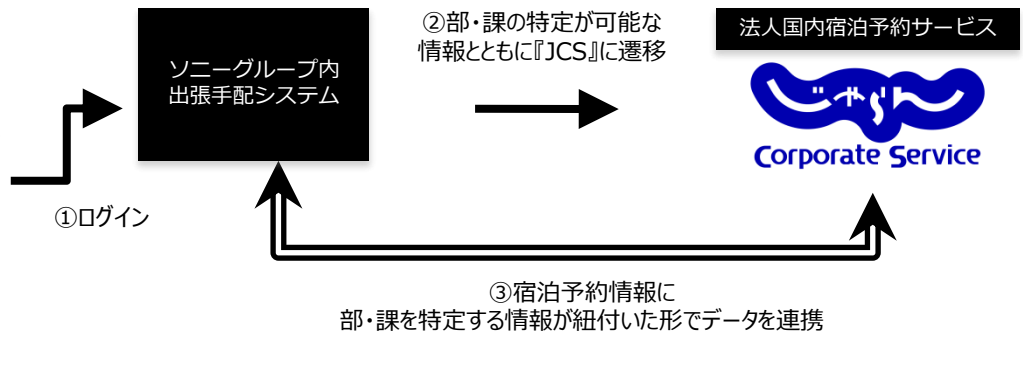 ②部・課の特定が可能な
情報とともに『JCS』に遷移
法人国内宿泊予約サービス
ソニーグループ内
出張手配システム
じゃらん
Corporate Service
①ログイン
③宿泊予約情報に
部・課を特定する情報が紐付いた形でデータを連携